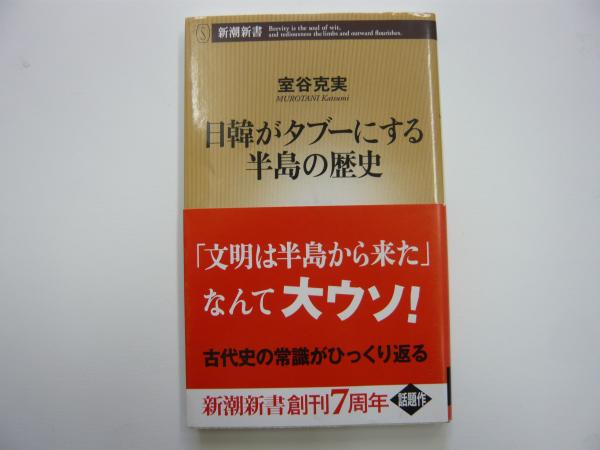 S 新潮新書
Brevity is the soul of wit,
and tediousness the limbs and outward flourishes.
室谷克実
MUROTANI Katsumi
日韓がタブーにする
半島の歴史
「文明は半島から来た」
なんて大ウソ!
古代史の常識がひっくり返る
新潮新書創刊7周年 話題作